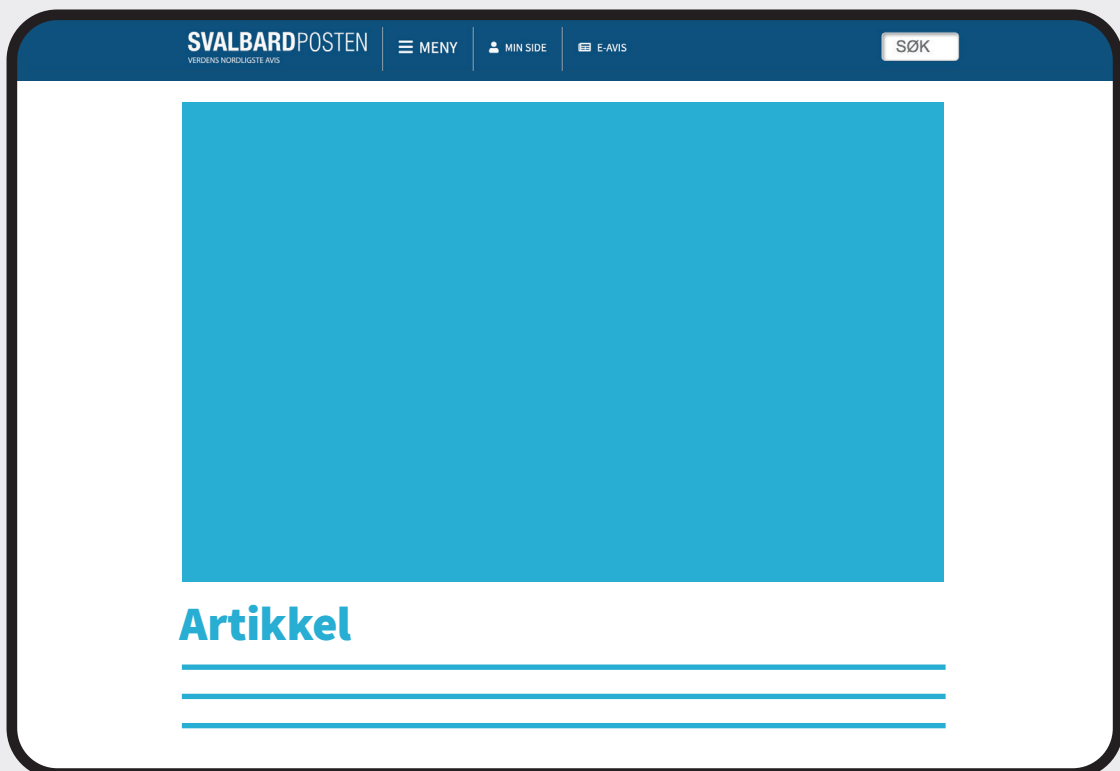 SVALBARDPOSTEN
VERDENS NORDLIGSTE AVIS
MENY
MIN SIDE
E-AVIS
SØK
Artikkel